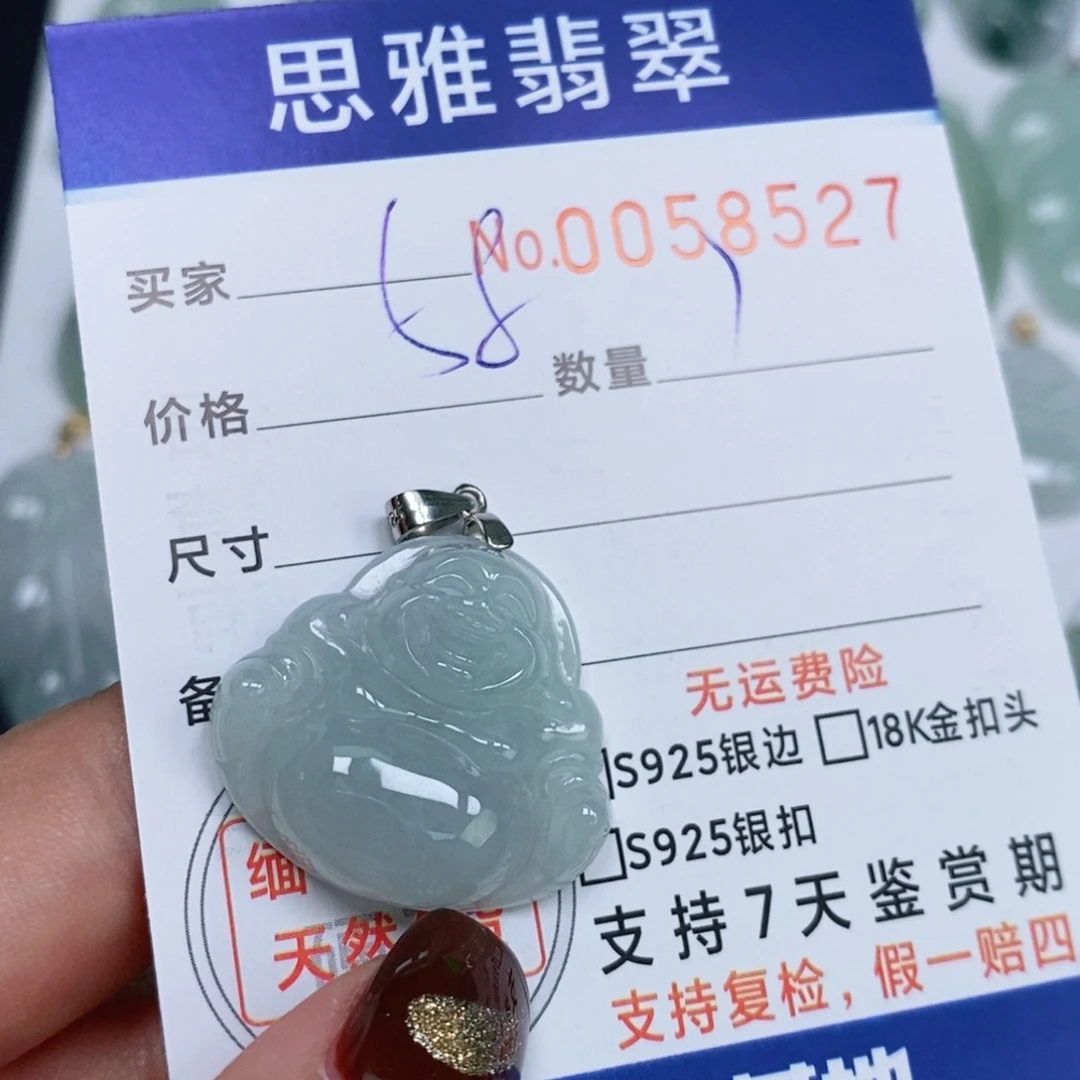 思雅翡翠
No.0058527
买家
58
价格 数量
尺寸
备
无运费险
S925银边 □18K金扣头
□S925银扣
支持7天鉴赏期
支持复检,假一赔四
缅
天然